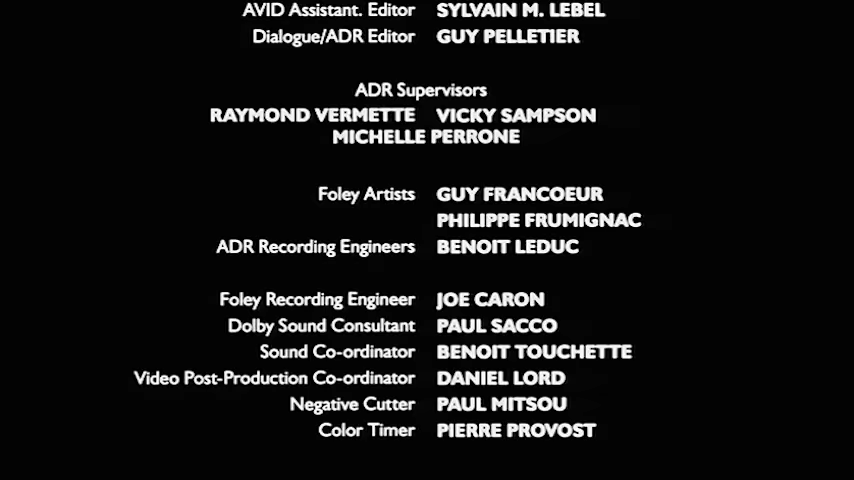 AVID Assistant. Editor SYLVAIN M. LEBEL
Dialogue/ADR Editor GUY PELLETIER
ADR Supervisors
RAYMOND VERMETTE VICKY SAMPSON
MICHELLE PERRONE
Foley Artists GUY FRANCOEUR
PHILIPPE FRUMIGNAC
ADR Recording Engineers BENOIT LEDUC
Foley Recording Engineer JOE CARON
Dolby Sound Consultant PAUL SACCO
Sound Co-ordinator BENOIT TOUCHETTE
Video Post-Production Co-ordinator DANIEL LORD
Negative Cutter PAUL MITSOU
Color Timer PIERRE PROVOST